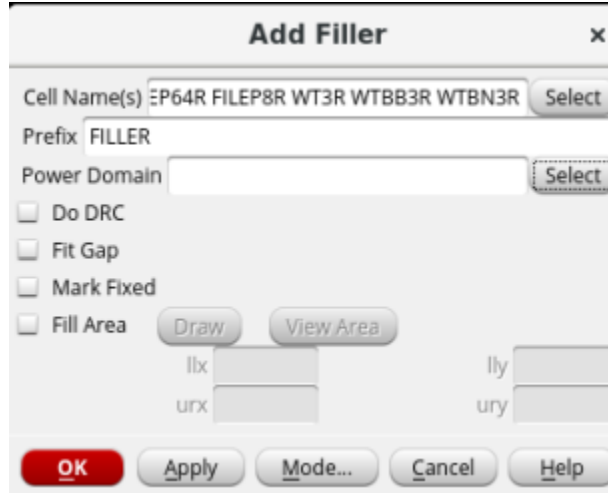 Add Filler ×
Cell Name(s) EP64R FILEP8R WT3R WTBB3R WTBN3R Select
Prefix FILLER
Power Domain Select
Do DRC
Fit Gap
Mark Fixed
Fill Area Draw View Area
llx lly
urx ury
OK Apply Mode... Cancel Help